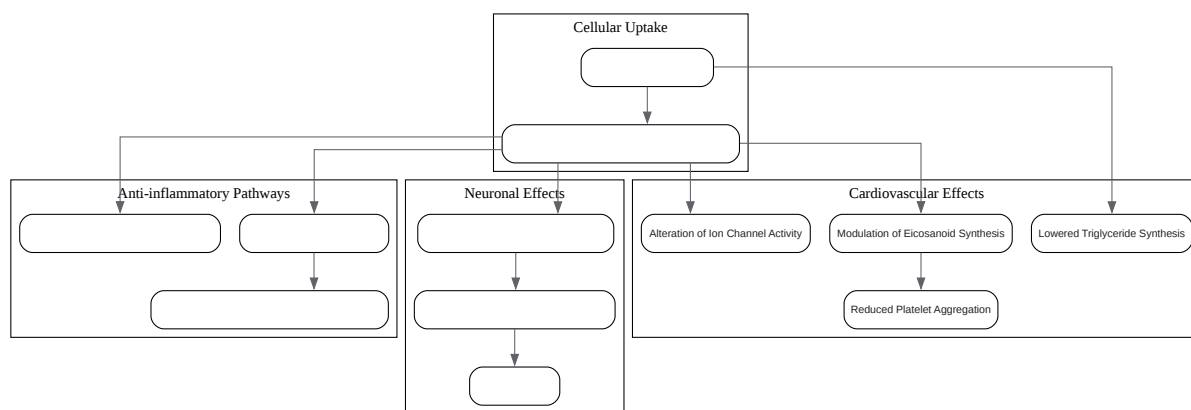 Cellular Uptake
Anti-inflammatory Pathways
Neuronal Effects
Cardiovascular Effects
Alteration of Ion Channel Activity
Modulation of Eicosanoid Synthesis
Lowered Triglyceride Synthesis
Reduced Platelet Aggregation